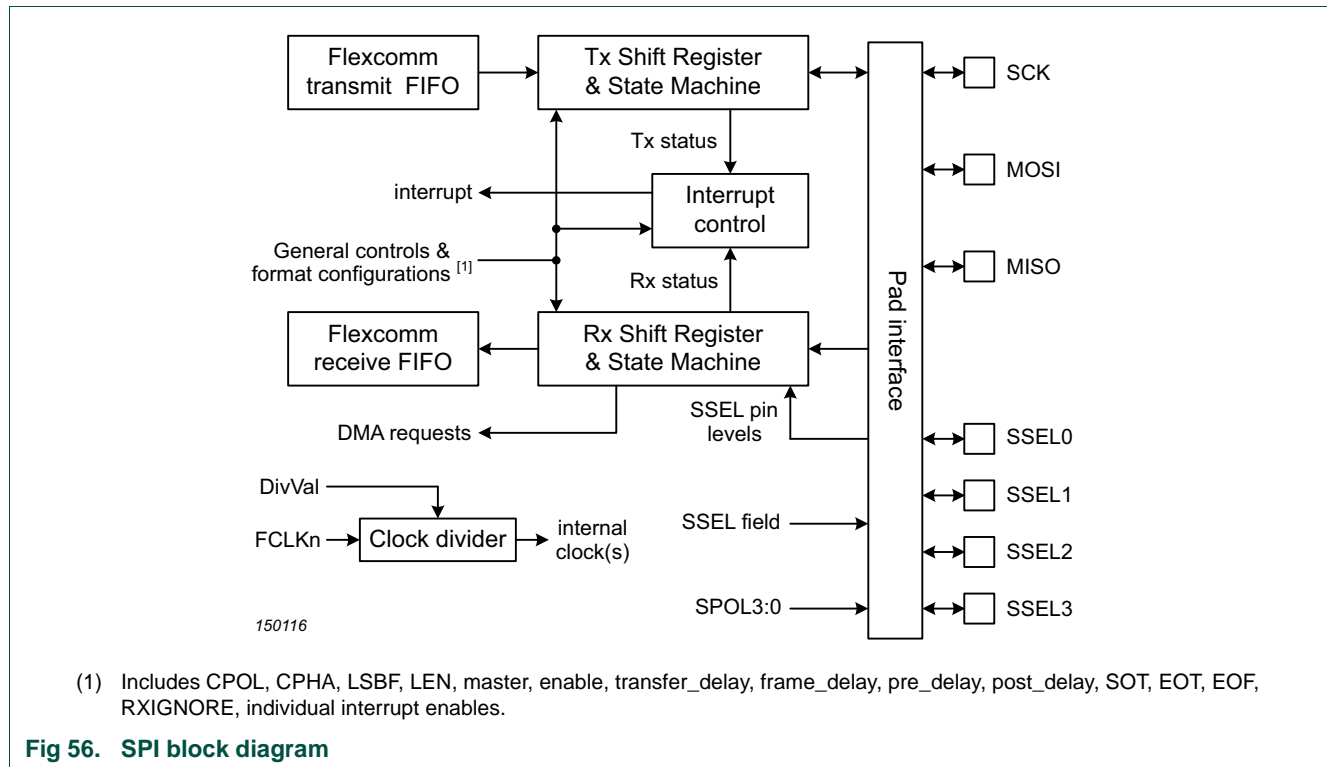 Flexcomm
transmit FIFO
Tx Shift Register
& State Machine
SCK
Tx status
MOSI
interrupt
Interrupt
control
General controls &
format configurations [1]
Rx status
MISO
Pad interface
Flexcomm
receive FIFO
Rx Shift Register
& State Machine
SSEL pin
levels
DMA requests
SSEL0
DivVal
SSEL1
SSEL field
FCLKn
Clock divider
internal
clock(s)
SSEL2
SPOL3:0
SSEL3
150116
(1) Includes CPOL, CPHA, LSBF, LEN, master, enable, transfer_delay, frame_delay, pre_delay, post_delay, SOT, EOT, EOF,
RXIGNORE, individual interrupt enables.
Fig 56. SPI block diagram